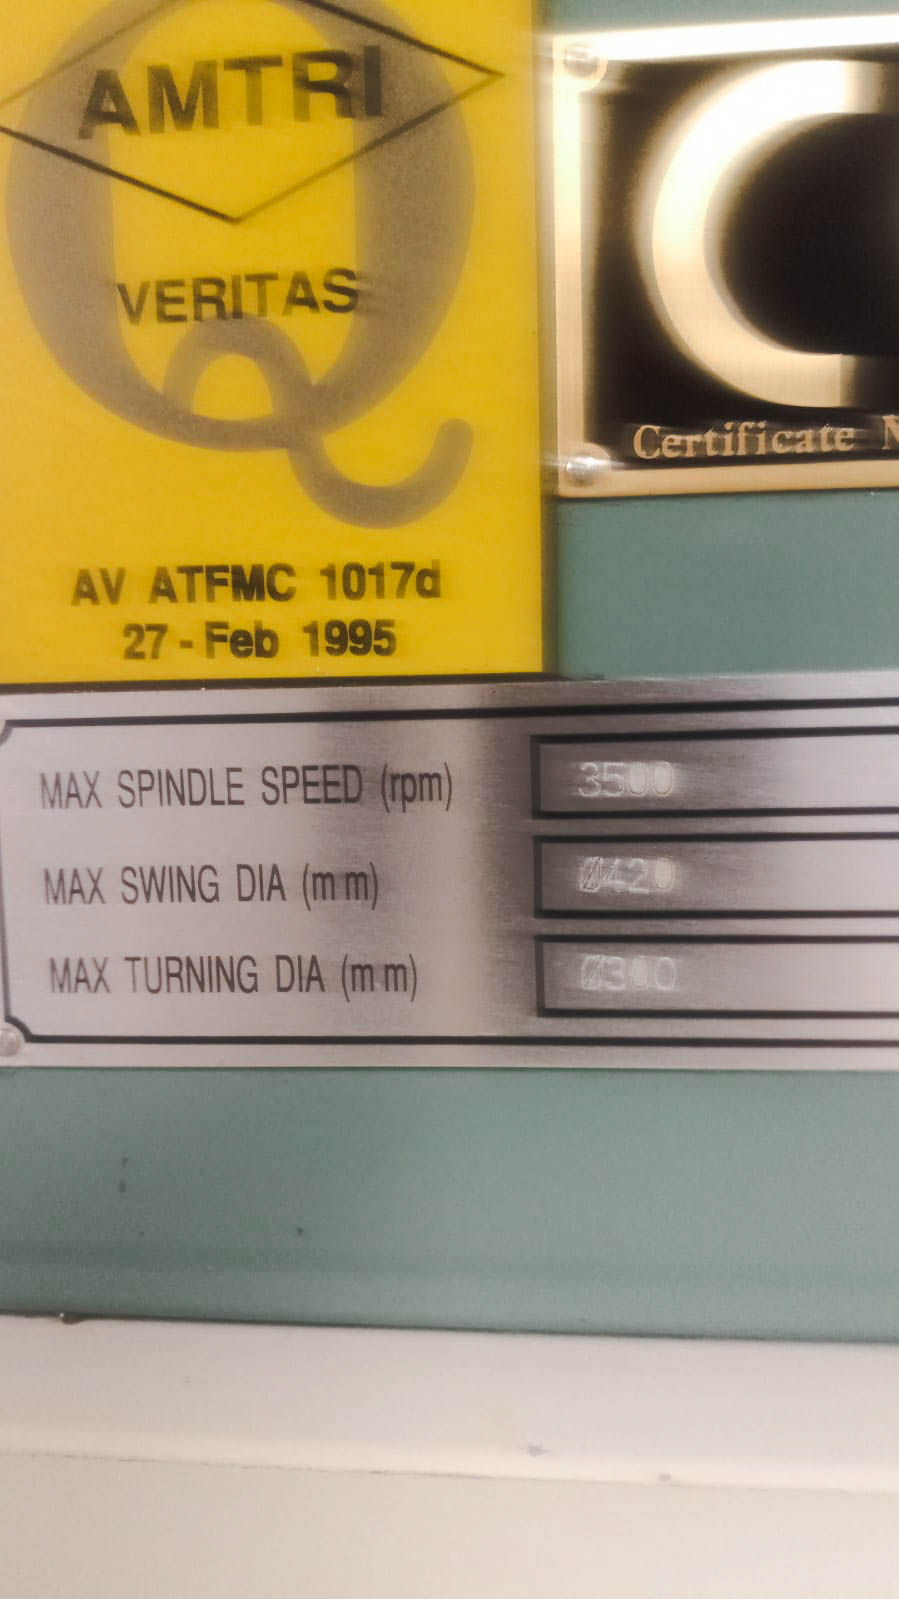 AMTRI
VERITAS
AV ATFMC 1017d
27 - Feb 1995
C
Certificate N
MAX SPINDLE SPEED (rpm) 3500
MAX SWING DIA (mm) Ø420
MAX TURNING DIA (mm) Ø300